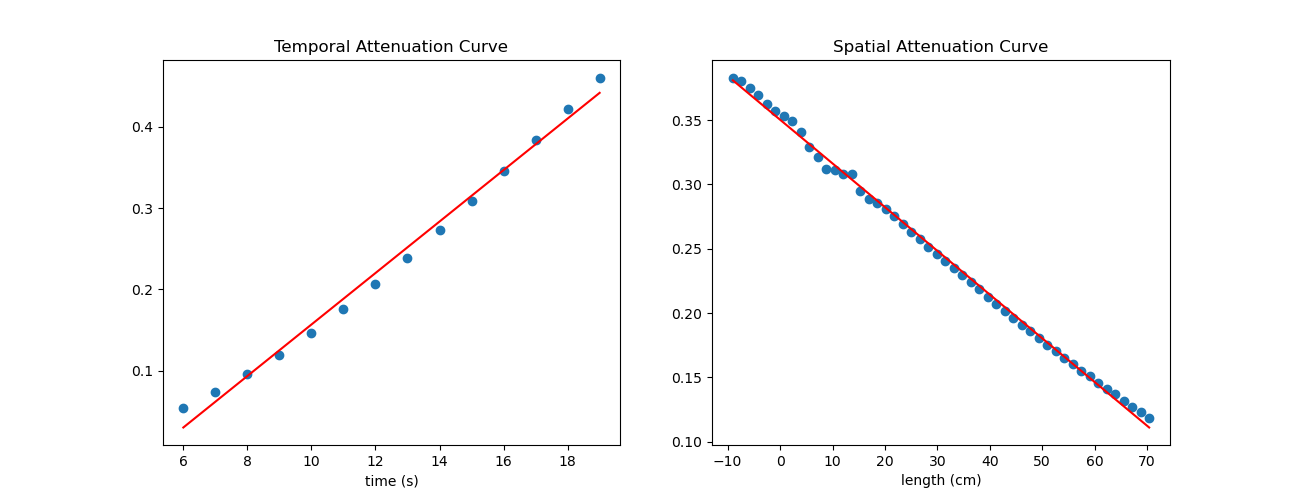 Temporal Attenuation Curve
0.4
0.3
0.2
0.1
6 8 10 12 14 16 18
time (s)
Spatial Attenuation Curve
0.35
0.30
0.25
0.20
0.15
0.10
−10 0 10 20 30 40 50 60 70
length (cm)